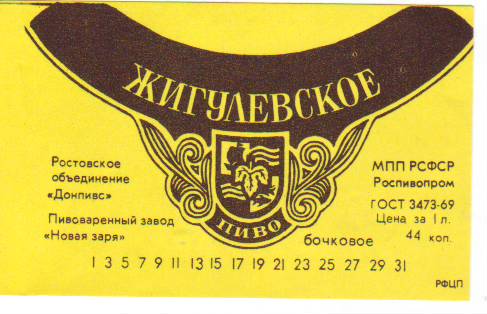 ЖИГУЛЕВСКОЕ
Ростовское
объединение
«Донпивс»
Пивоваренный завод
«Новая заря»
ПИВО
бочковое
МПП РСФСР
Роспивопром
ГОСТ 3473-69
Цена за 1 л.
44 коп.
1 3 5 7 9 11 13 15 17 19 21 23 25 27 29 31
РФЦП